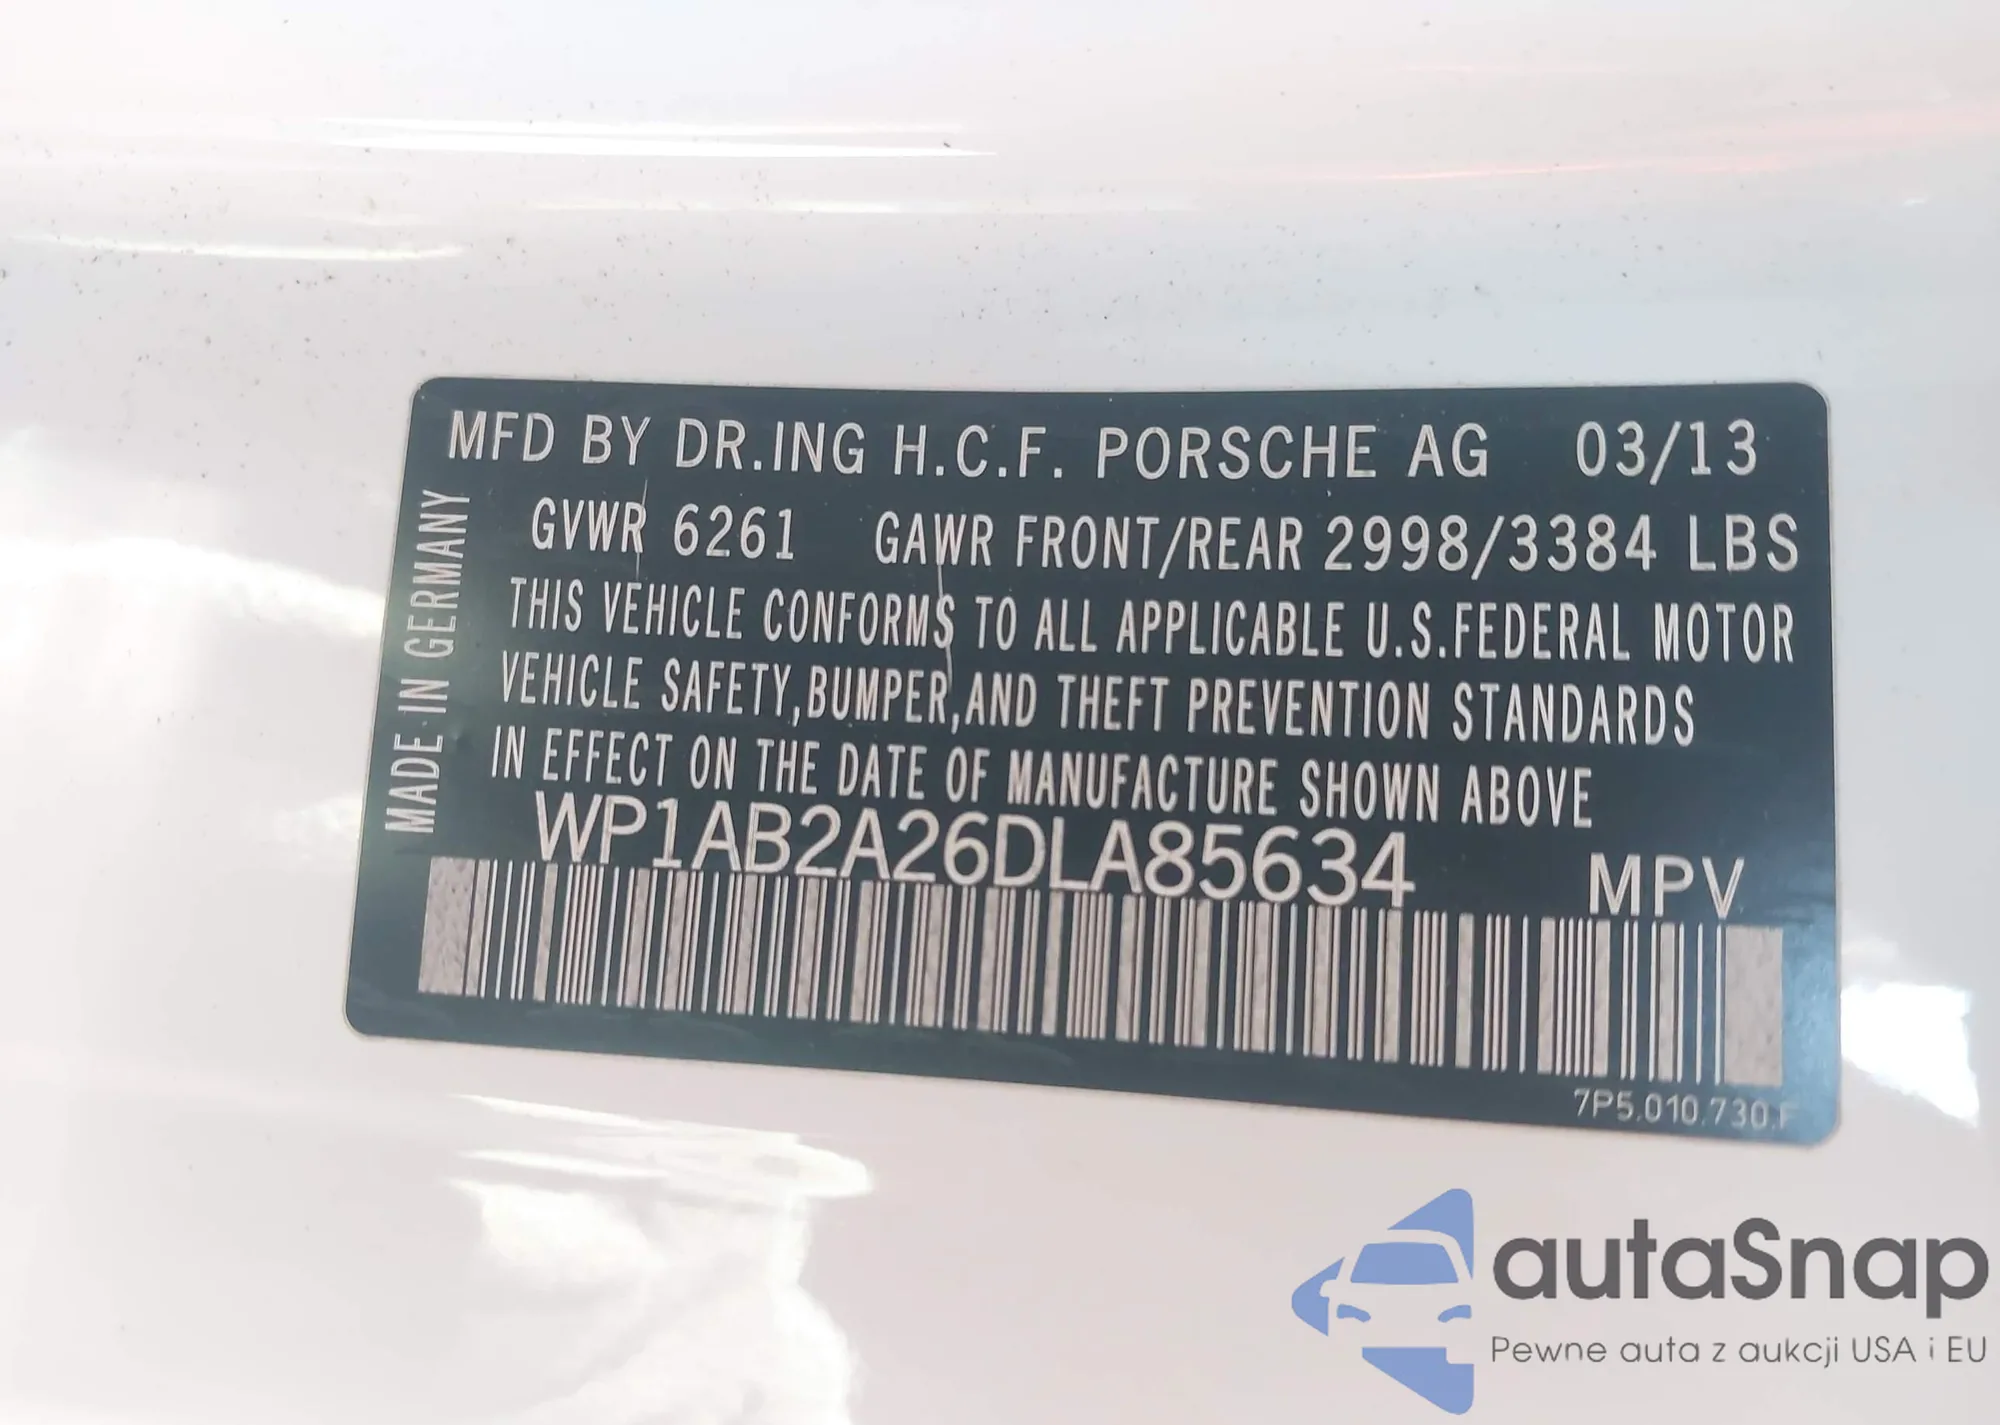 MFD BY DR.ING H.C.F. PORSCHE AG 03/13
GVWR 6261 GAWR FRONT/REAR 2998/3384 LBS
THIS VEHICLE CONFORMS TO ALL APPLICABLE U.S.FEDERAL MOTOR
VEHICLE SAFETY,BUMPER,AND THEFT PREVENTION STANDARDS
IN EFFECT ON THE DATE OF MANUFACTURE SHOWN ABOVE
WP1AB2A26DLA85634 MPV
MADE IN GERMANY
7P5.010.730.F
autaSnap
Pewne auta z aukcji USA i EU